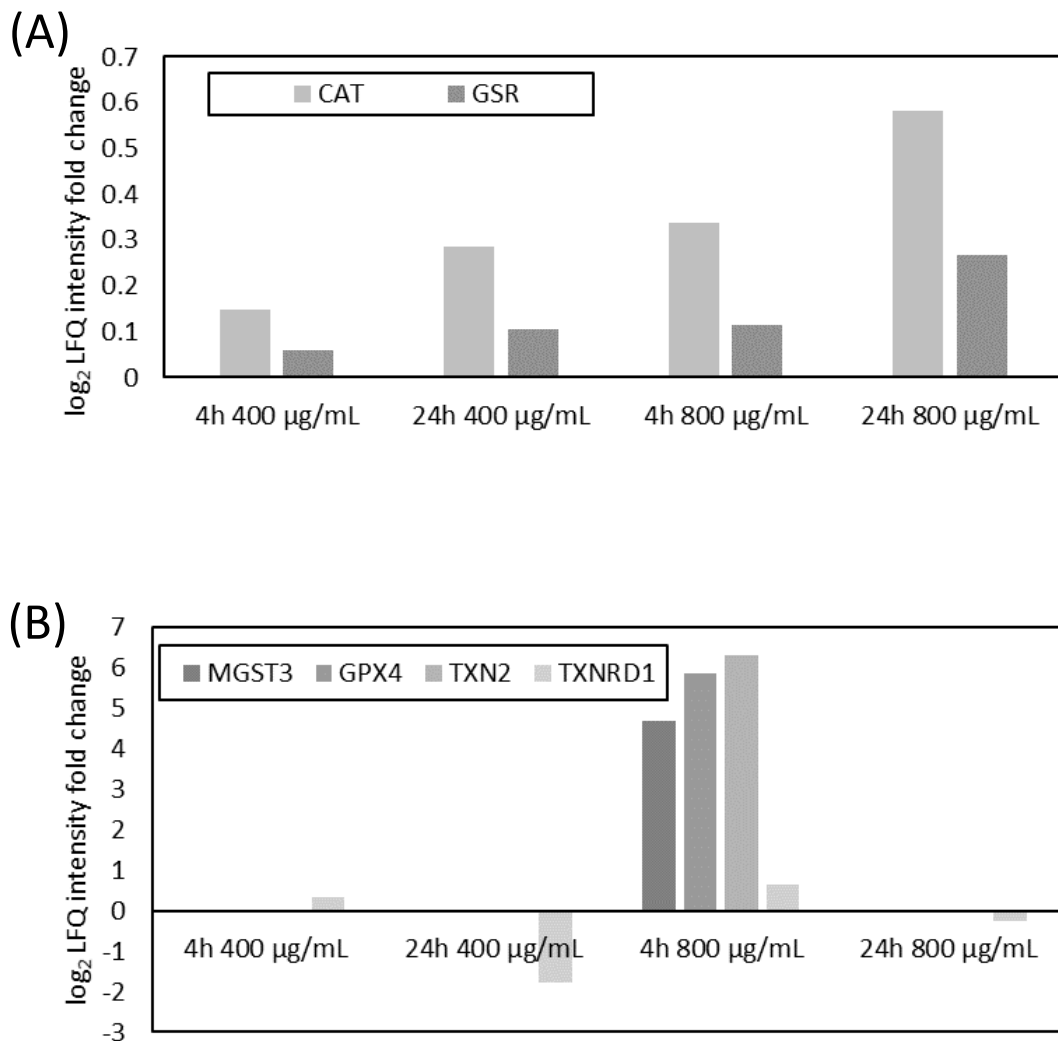 (A)
log₂ LFQ intensity fold change
0.7
0.6
0.5
0.4
0.3
0.2
0.1
0
CAT GSR
4h 400 µg/mL 24h 400 µg/mL 4h 800 µg/mL 24h 800 µg/mL
(B)
log₂ LFQ intensity fold change
7
6
5
4
3
2
1
0
-1
-2
-3
MGST3 GPX4 TXN2 TXNRD1
4h 400 µg/mL 24h 400 µg/mL 4h 800 µg/mL 24h 800 µg/mL